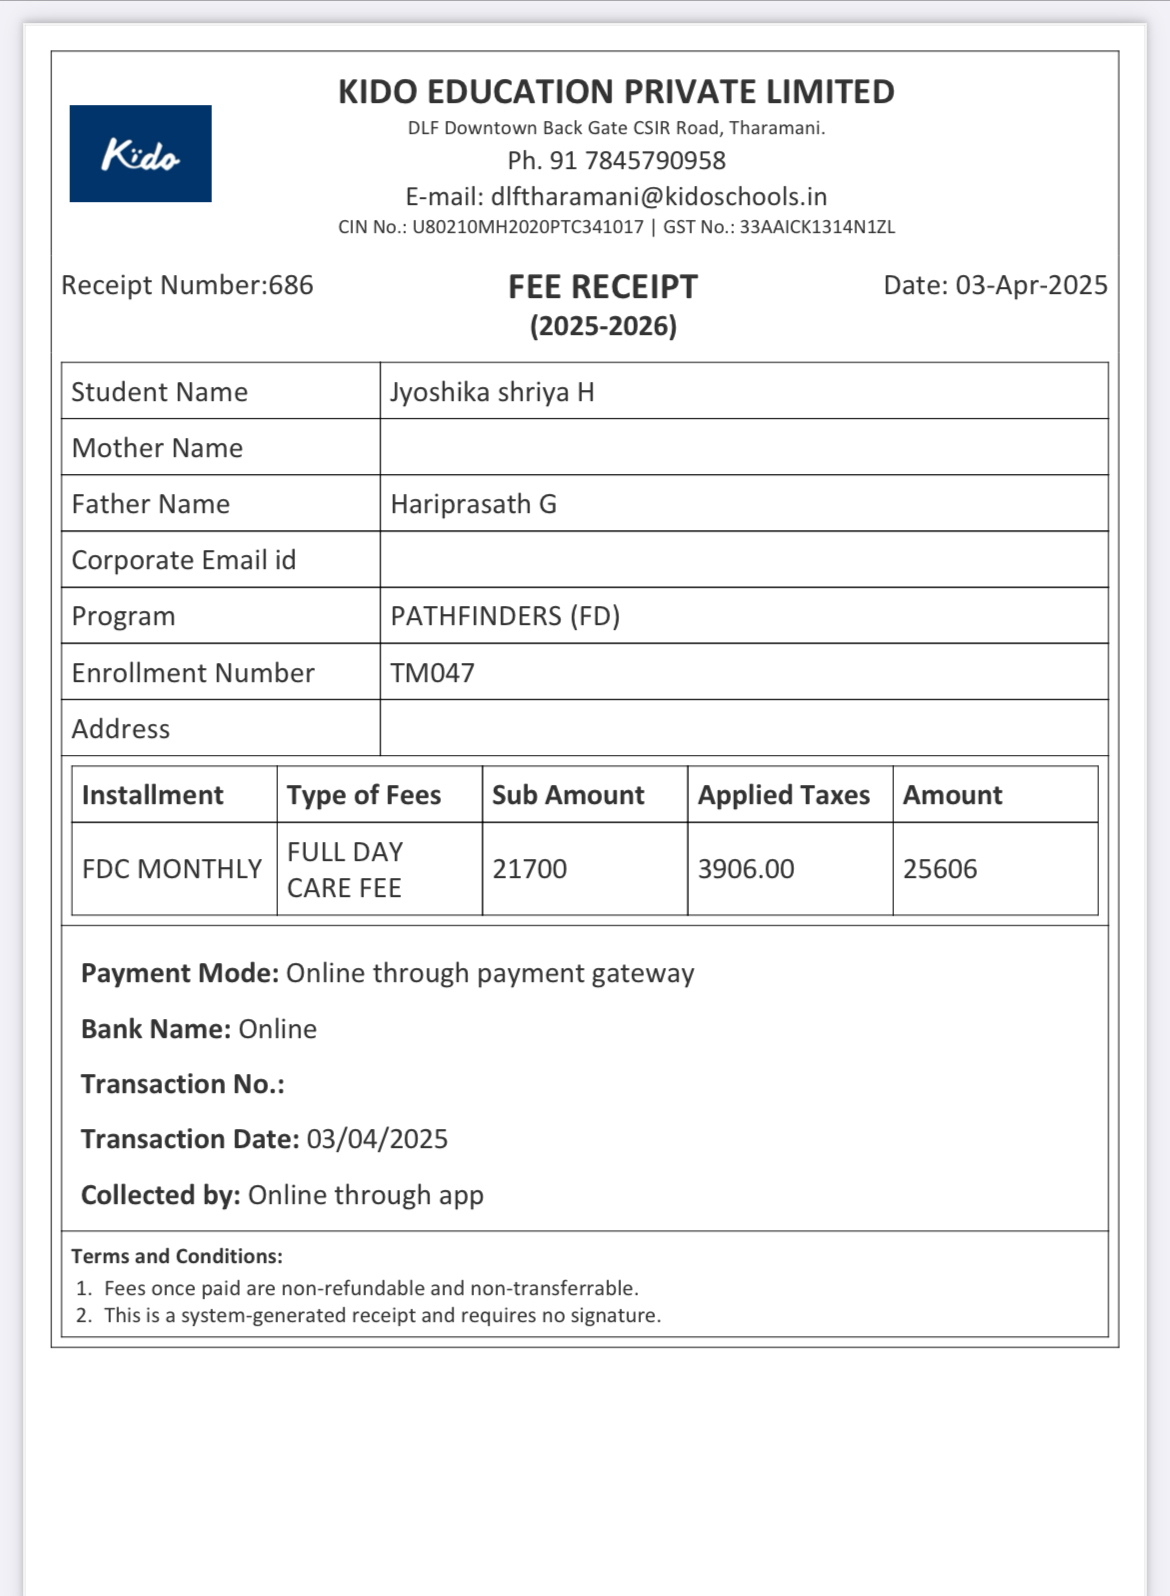 Kïdo
KIDO EDUCATION PRIVATE LIMITED
DLF Downtown Back Gate CSIR Road, Tharamani.
Ph. 91 7845790958
E-mail: dlftharamani@kidoschools.in
CIN No.: U80210MH2020PTC341017 | GST No.: 33AAICK1314N1ZL
Receipt Number:686 FEE RECEIPT Date: 03-Apr-2025
(2025-2026)
Student Name Jyoshika shriya H
Mother Name
Father Name Hariprasath G
Corporate Email id
Program PATHFINDERS (FD)
Enrollment Number TM047
Address
Installment Type of Fees Sub Amount Applied Taxes Amount
FDC MONTHLY FULL DAY CARE FEE 21700 3906.00 25606
Payment Mode: Online through payment gateway
Bank Name: Online
Transaction No.:
Transaction Date: 03/04/2025
Collected by: Online through app
Terms and Conditions:
1. Fees once paid are non-refundable and non-transferrable.
2. This is a system-generated receipt and requires no signature.